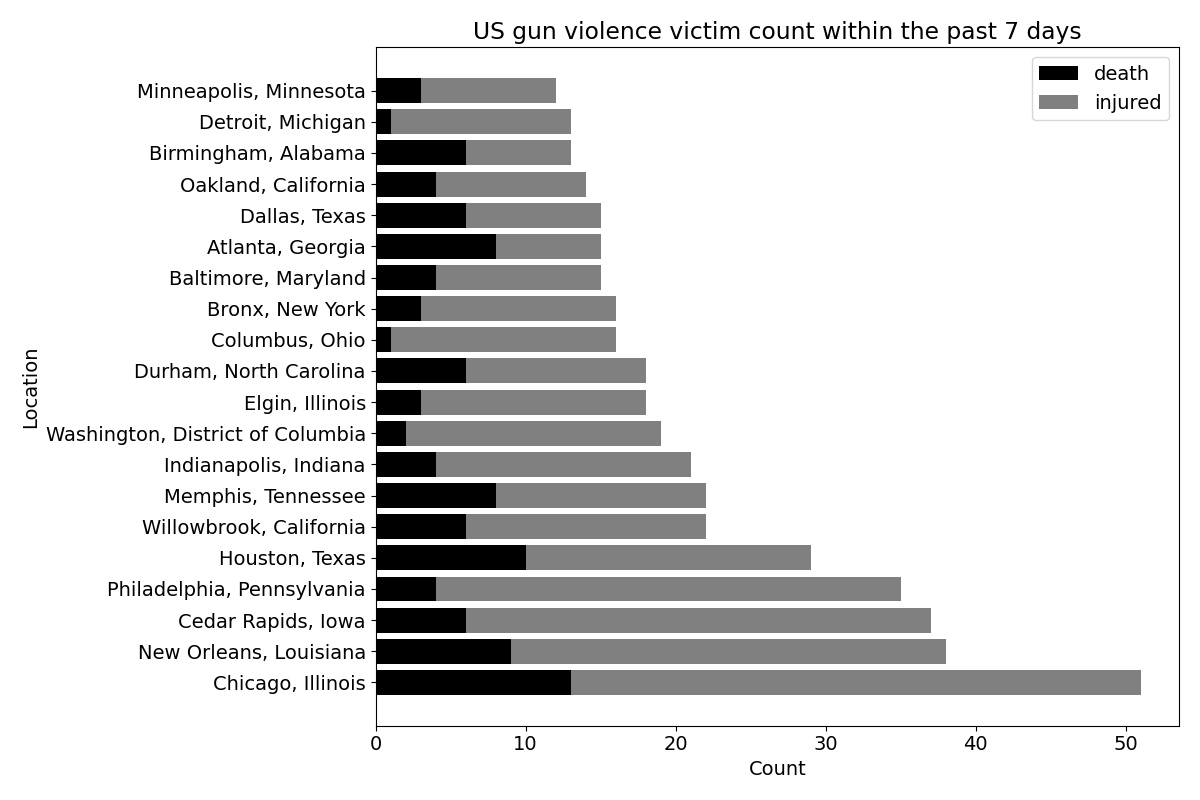 US gun violence victim count within the past 7 days
death
injured
Minneapolis, Minnesota
Detroit, Michigan
Birmingham, Alabama
Oakland, California
Dallas, Texas
Atlanta, Georgia
Baltimore, Maryland
Bronx, New York
Columbus, Ohio
Durham, North Carolina
Elgin, Illinois
Washington, District of Columbia
Indianapolis, Indiana
Memphis, Tennessee
Willowbrook, California
Houston, Texas
Philadelphia, Pennsylvania
Cedar Rapids, Iowa
New Orleans, Louisiana
Chicago, Illinois
Location
0 10 20 30 40 50
Count